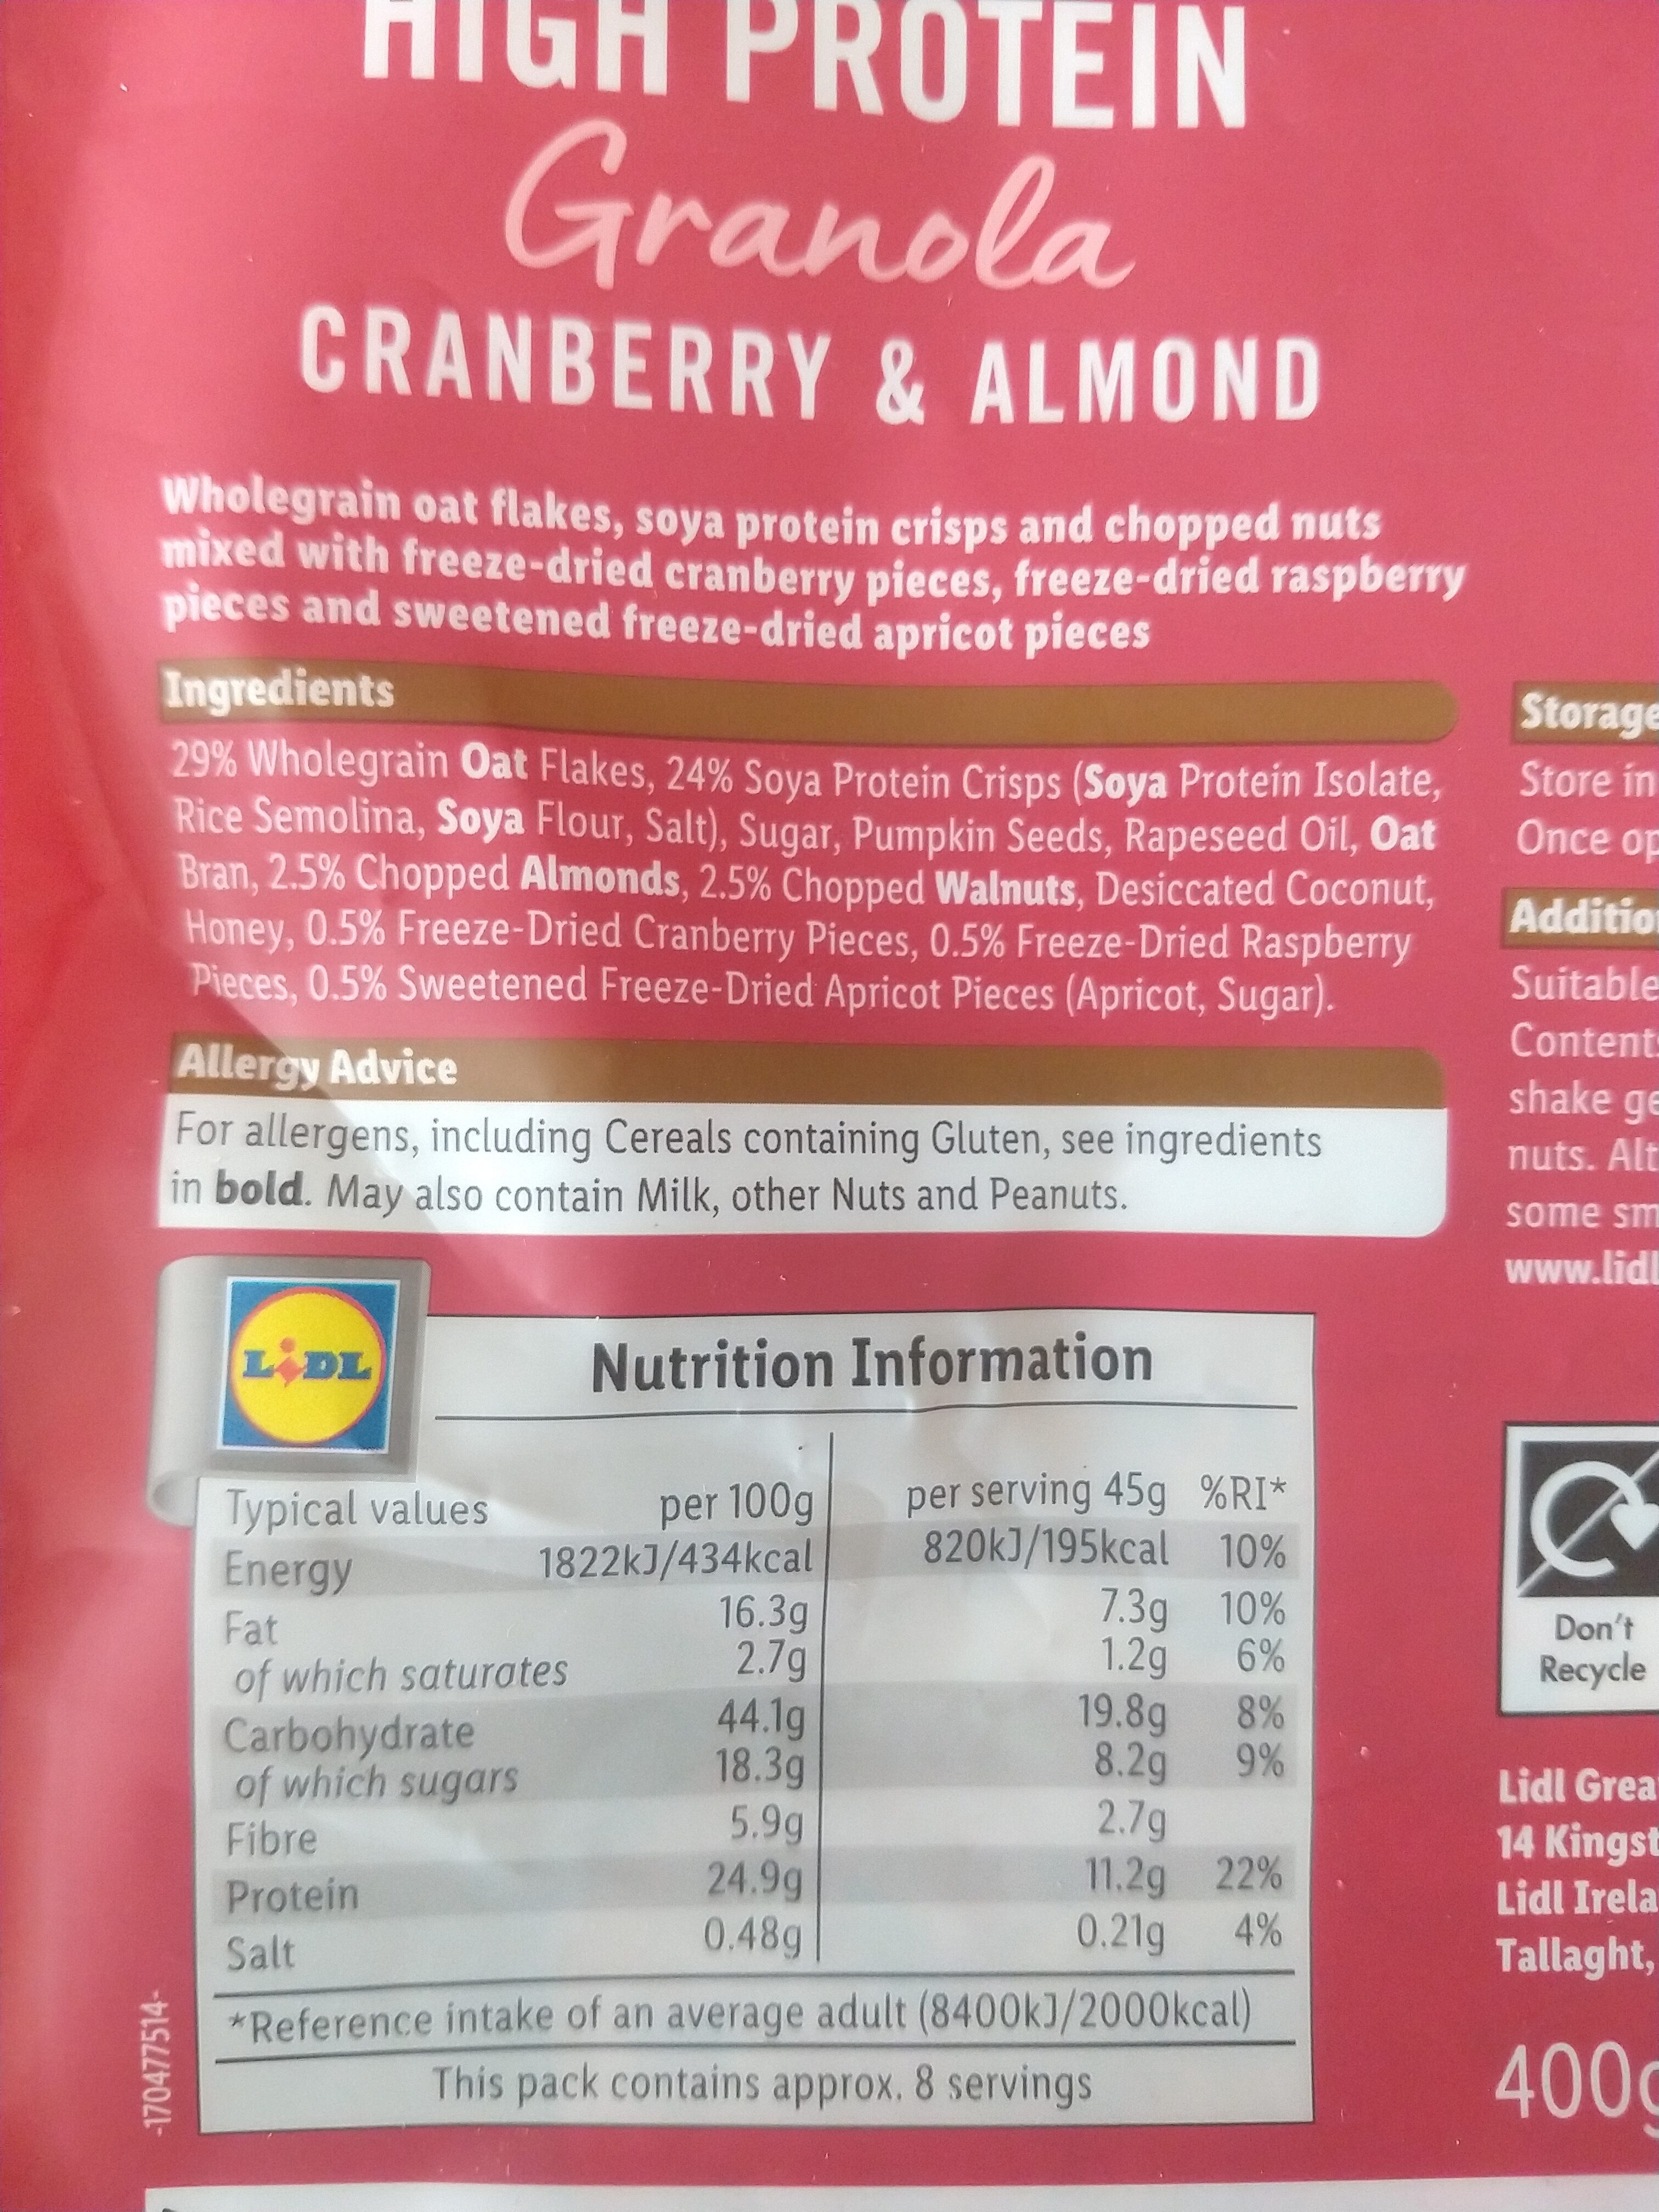 HIGH PROTEIN
Granola
CRANBERRY & ALMOND
Wholegrain oat flakes, soya protein crisps and chopped nuts
mixed with freeze-dried cranberry pieces, freeze-dried raspberry
pieces and sweetened freeze-dried apricot pieces
Ingredients
29% Wholegrain Oat Flakes, 24% Soya Protein Crisps (Soya Protein Isolate,
Rice Semolina, Soya Flour, Salt), Sugar, Pumpkin Seeds, Rapeseed Oil, Oat
Bran, 2.5% Chopped Almonds, 2.5% Chopped Walnuts, Desiccated Coconut,
Honey, 0.5% Freeze-Dried Cranberry Pieces, 0.5% Freeze-Dried Raspberry
Pieces, 0.5% Sweetened Freeze-Dried Apricot Pieces (Apricot, Sugar).
Allergy Advice
For allergens, including Cereals containing Gluten, see ingredients
in bold. May also contain Milk, other Nuts and Peanuts.
LIDL
Nutrition Information
Typical values per 100g per serving 45g %RI*
Energy 1822kJ/434kcal 820kJ/195kcal 10%
Fat 16.3g 7.3g 10%
of which saturates 2.7g 1.2g 6%
Carbohydrate 44.1g 19.8g 8%
of which sugars 18.3g 8.2g 9%
Fibre 5.9g 2.7g
Protein 24.9g 11.2g 22%
Salt 0.48g 0.21g 4%
*Reference intake of an average adult (8400kJ/2000kcal)
This pack contains approx. 8 servings
-170477514-
Storage
Store in
Once op
Additio
Suitable
Contents
shake ge
nuts. Alt
some sm
www.lidl
Don't
Recycle
Lidl Grea
14 Kingst
Lidl Irela
Tallaght,
400g